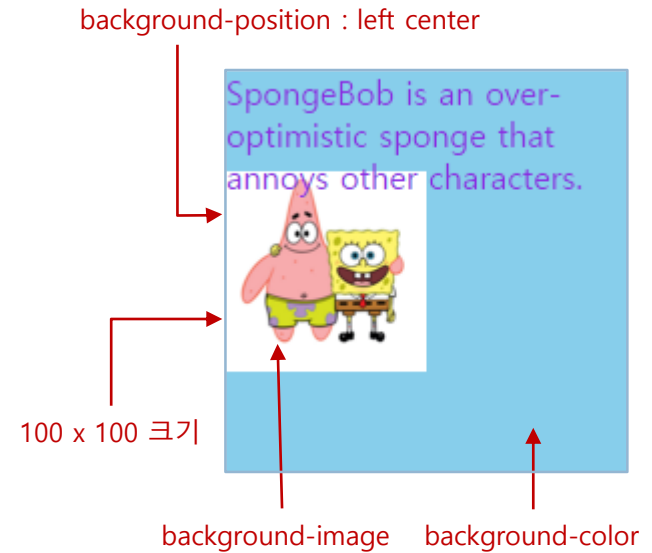 background-position : left center
SpongeBob is an over-
optimistic sponge that
annoys other characters.
100 x 100 크기
background-image
background-color